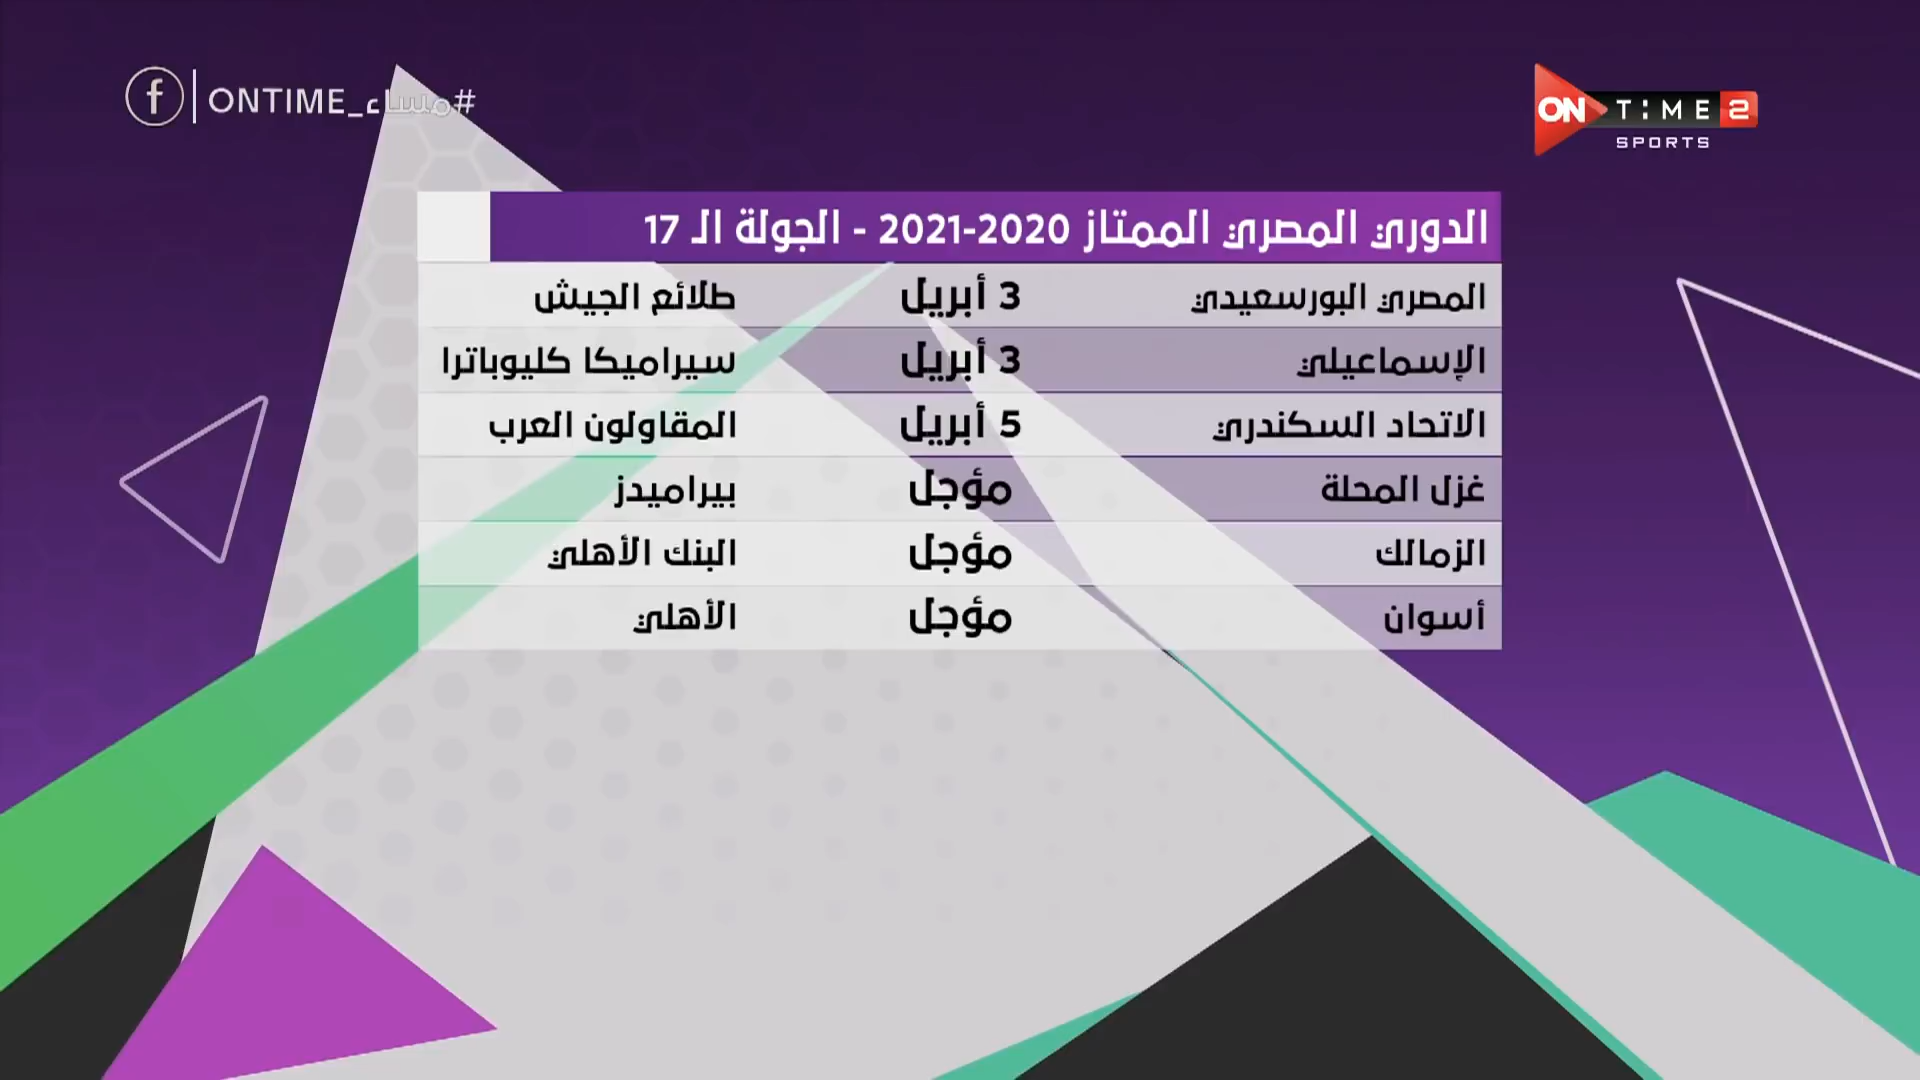 #مساء_ONTIME
ON TIME 2
SPORTS
الدوري المصري الممتاز 2020-2021 - الجولة الـ 17
المصري البورسعيدي 3 أبريل طلائع الجيش
الإسماعيلي 3 أبريل سيراميكا كليوباترا
الاتحاد السكندري 5 أبريل المقاولون العرب
غزل المحلة مؤجل بيراميدز
الزمالك مؤجل البنك الأهلي
أسوان مؤجل الأهلي